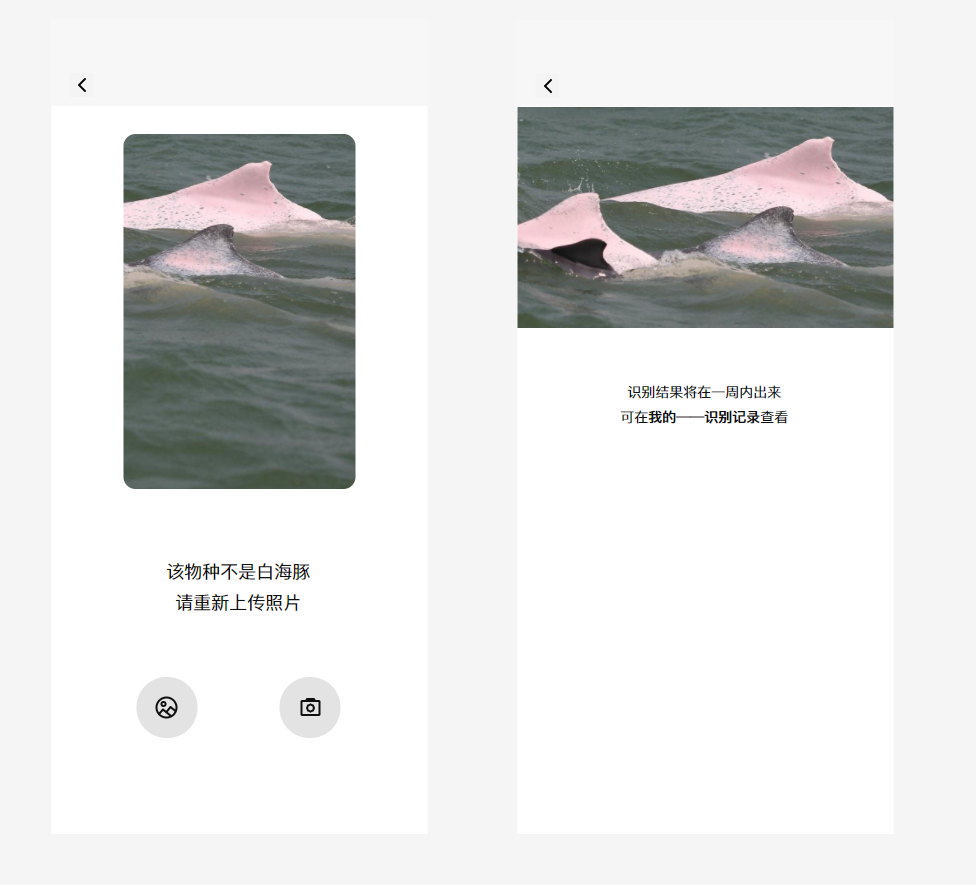 该物种不是白海豚
请重新上传照片
识别结果将在一周内出来
可在我的——识别记录查看